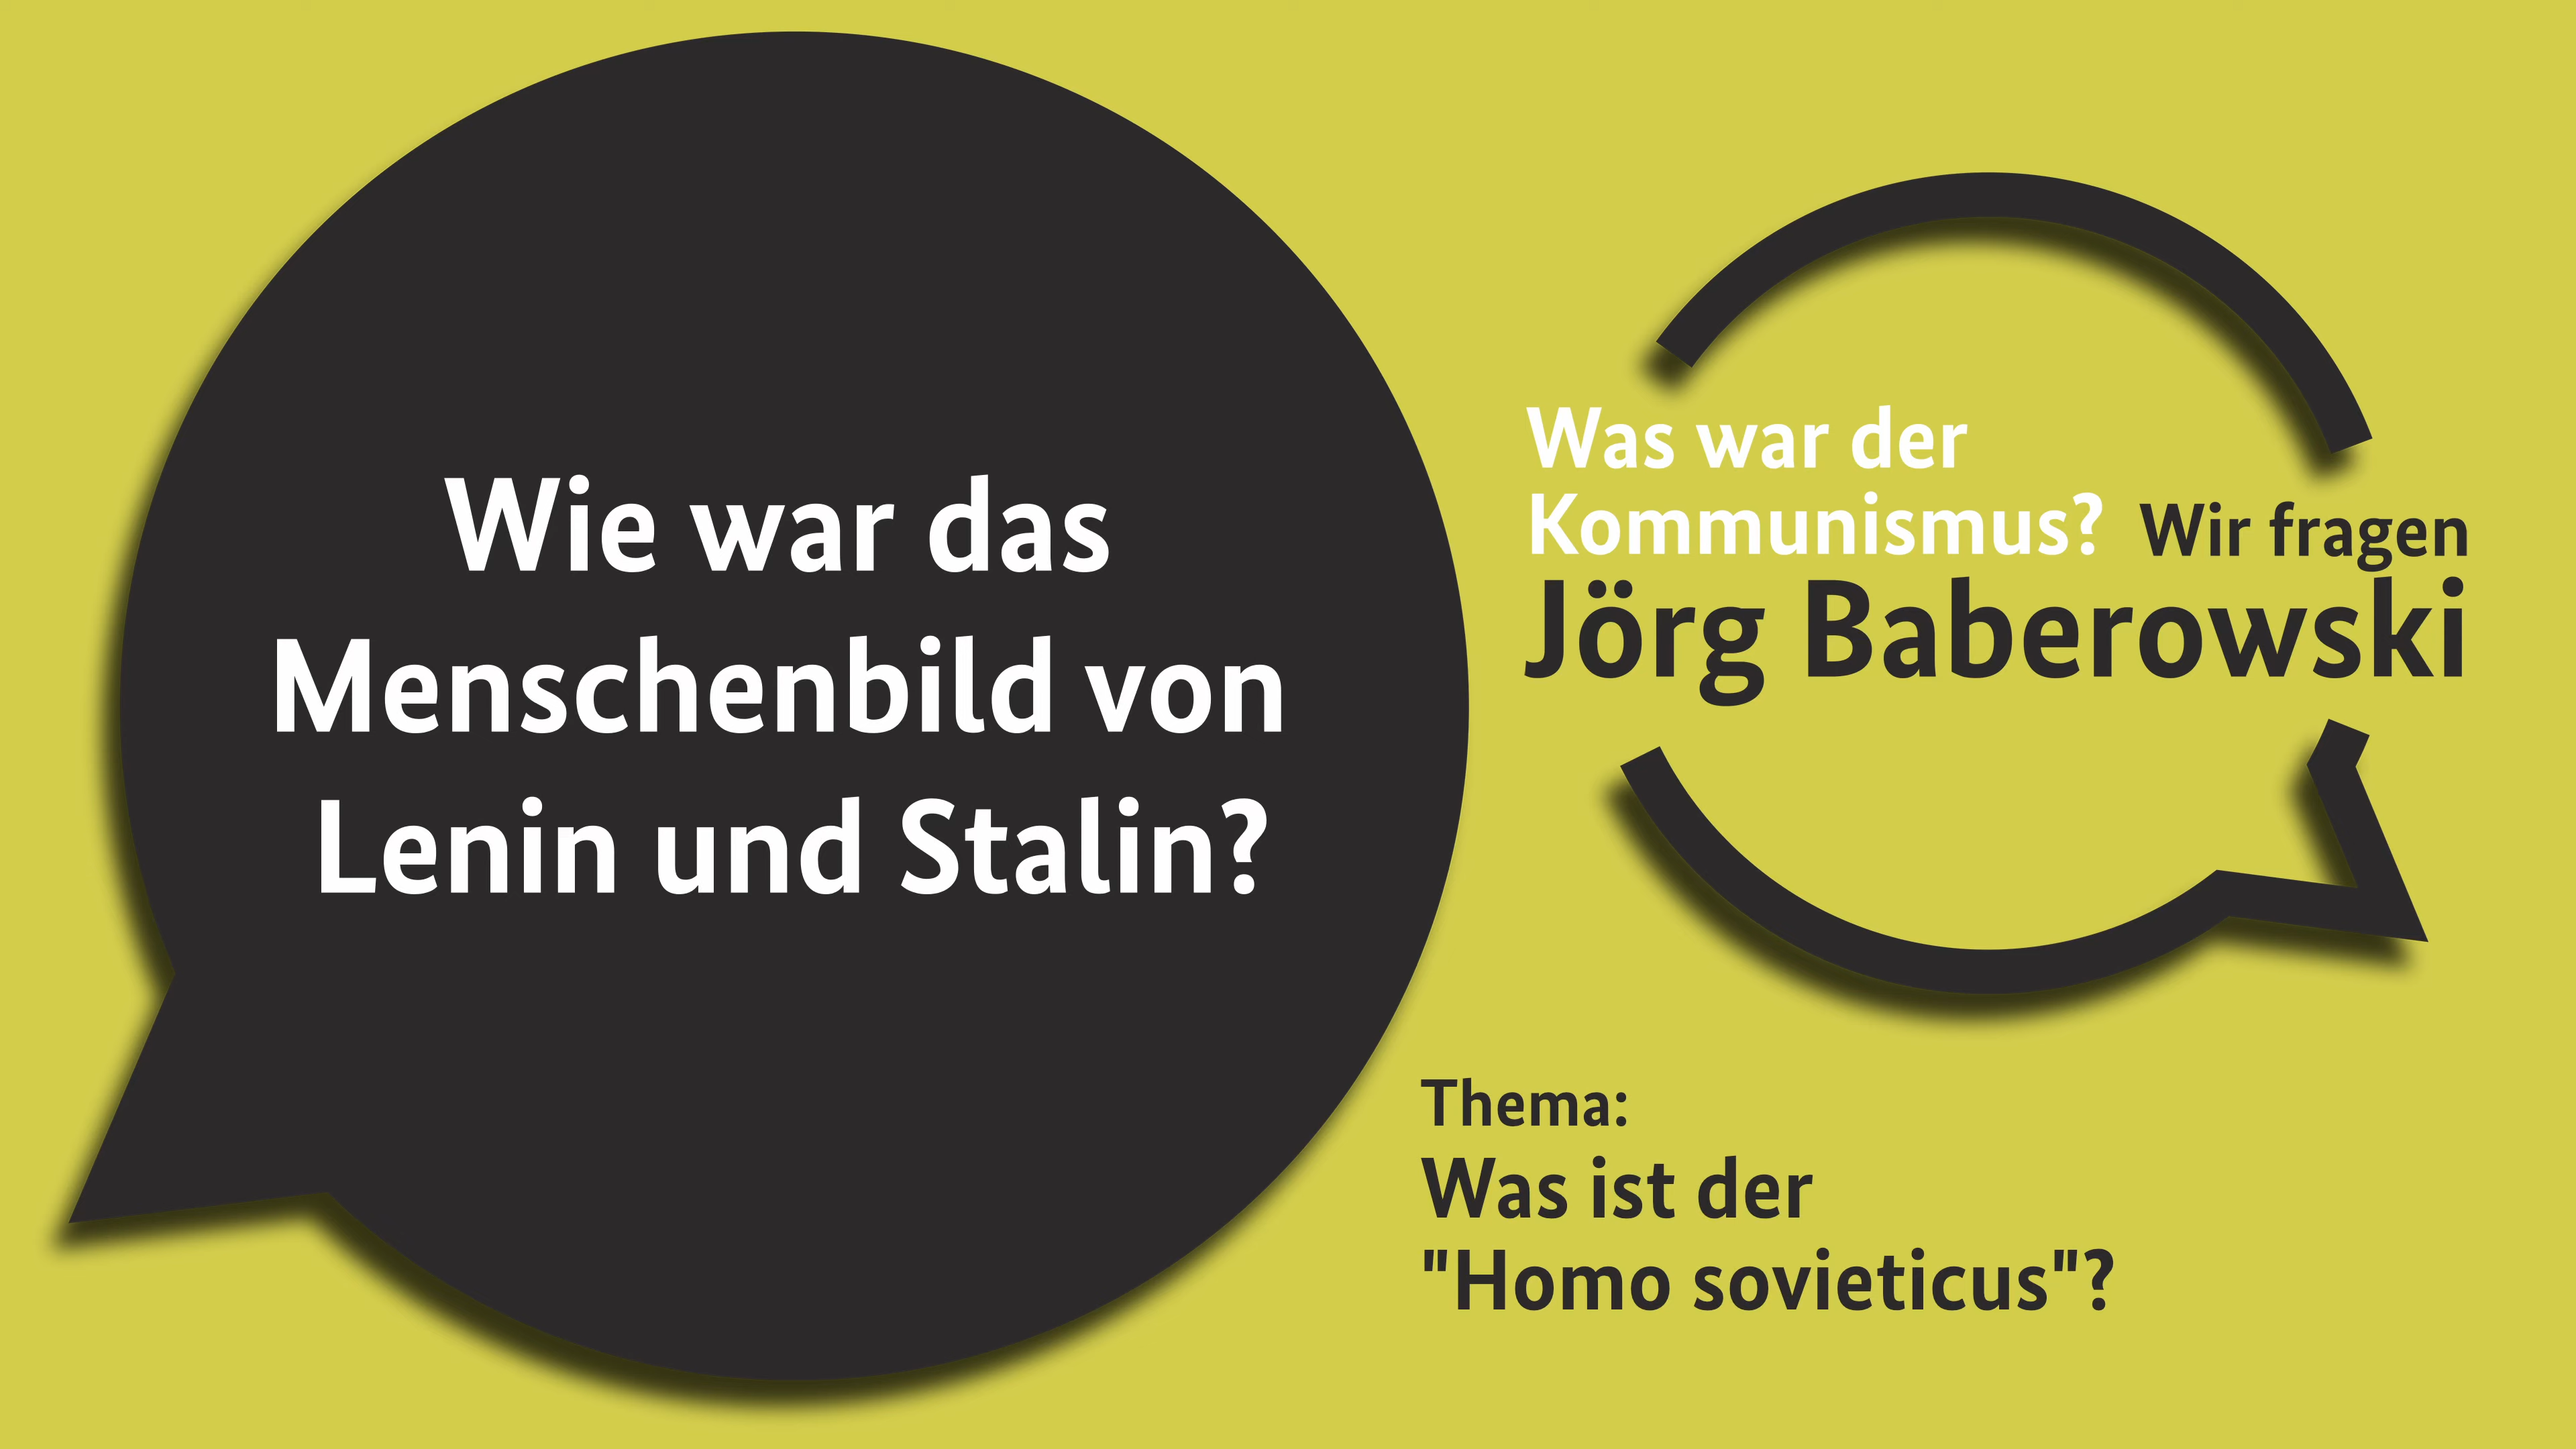 Wie war das
Menschenbild von
Lenin und Stalin?
Was war der
Kommunismus? Wir fragen
Jörg Baberowski
Thema:
Was ist der
"Homo sovieticus"?